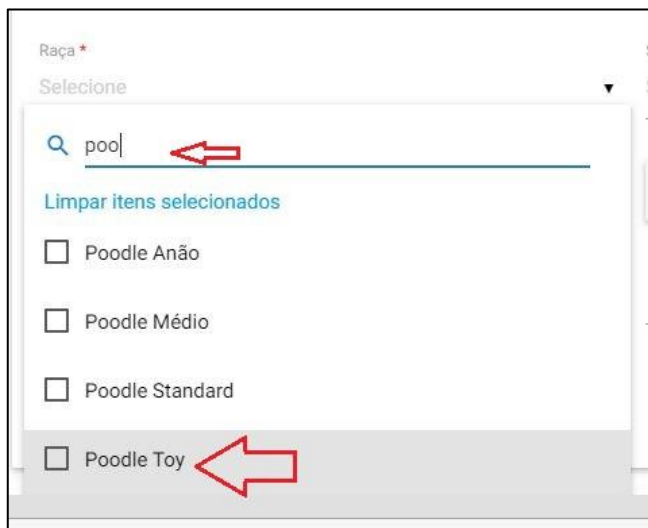 Raça *
Selecione
poo
Limpar itens selecionados
Poodle Anão
Poodle Médio
Poodle Standard
Poodle Toy